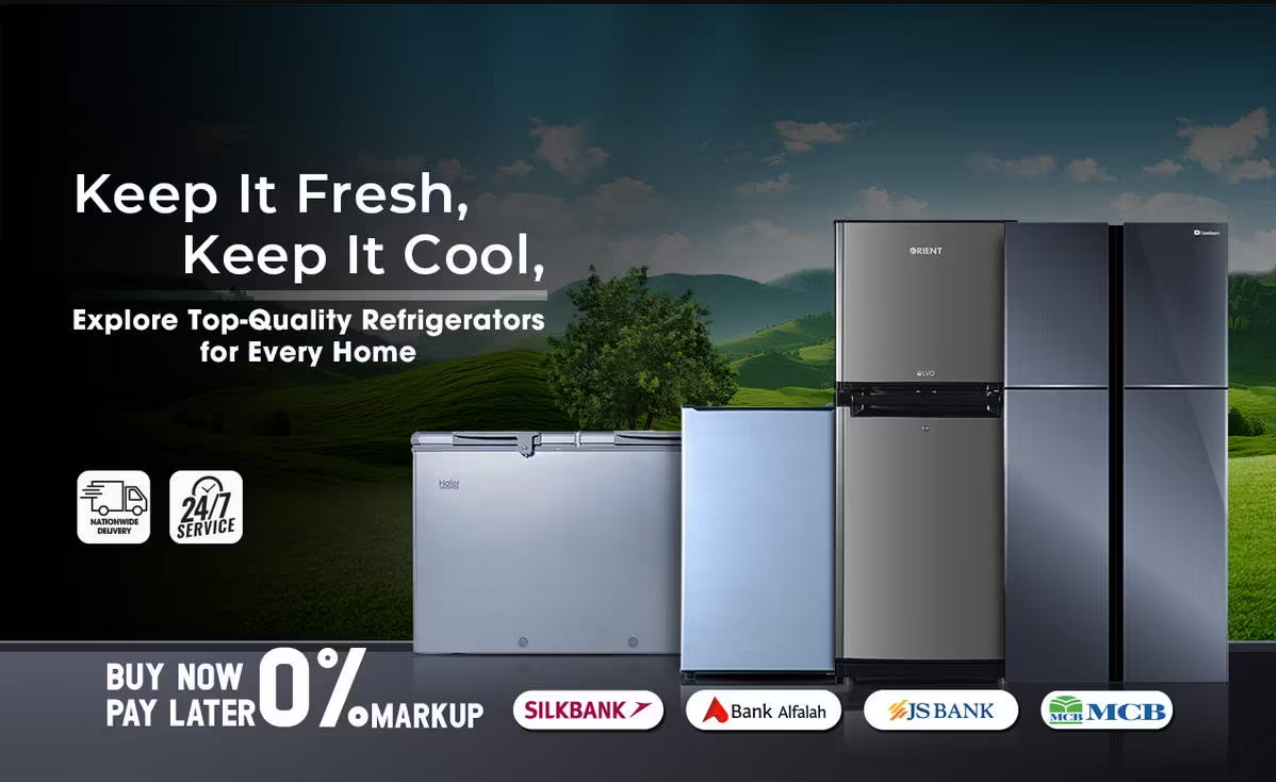 Keep It Fresh,
Keep It Cool,
Explore Top-Quality Refrigerators
for Every Home
ORIENT
Haier
NATIONWIDE
DELIVERY
24/7
SERVICE
BUY NOW
PAY LATER
0% MARKUP
SILKBANK
Bank Alfalah
JS BANK
MCB MCB